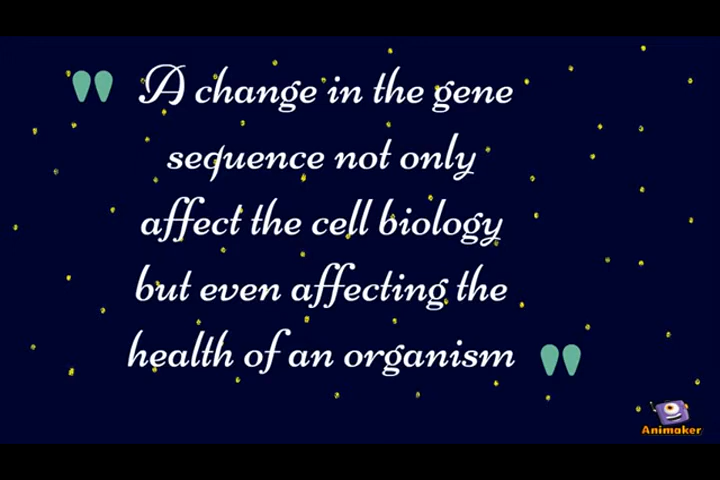 " A change in the gene
sequence not only
affect the cell biology
but even affecting the
health of an organism "
Animaker